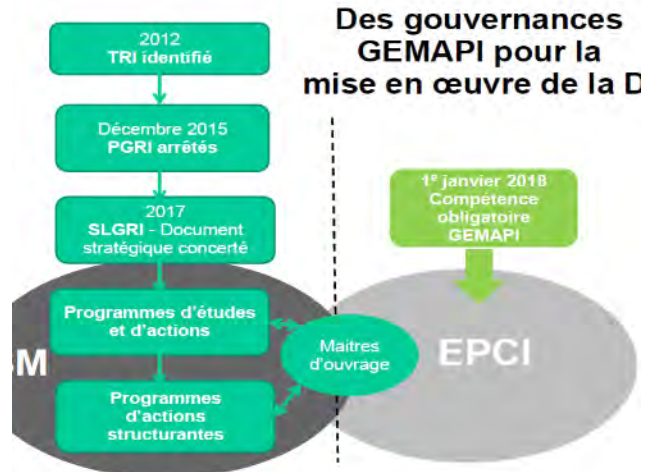 Des gouvernances
GEMAPI pour la
mise en œuvre de la D
2012
TRI identifié
Décembre 2015
PGRI arrêtés
2017
SLGRI - Document
stratégique concerté
Programmes d'études
et d'actions
Programmes
d'actions
structurantes
Maitres
d'ouvrage
1e janvier 2018
Compétence
obligatoire
GEMAPI
EPCI